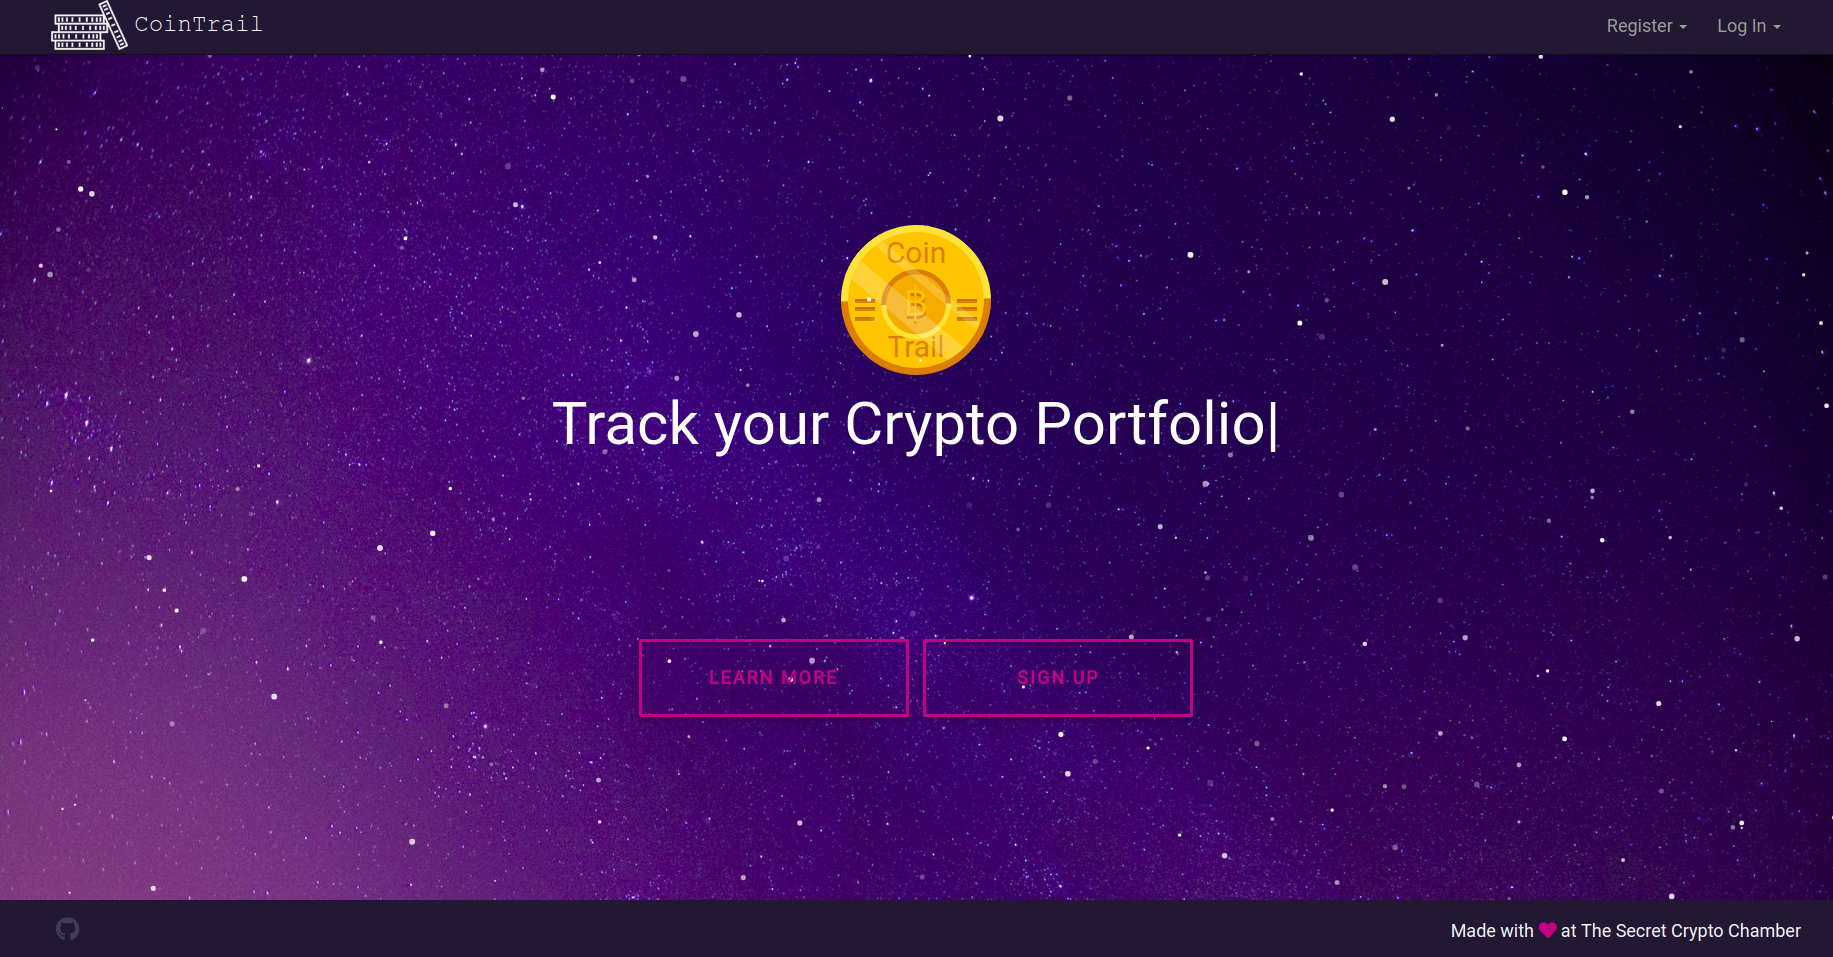 CoinTrail
Register
Log In
Coin
฿
Trail
Track your Crypto Portfolio|
LEARN MORE
SIGN UP
Made with ♥ at The Secret Crypto Chamber